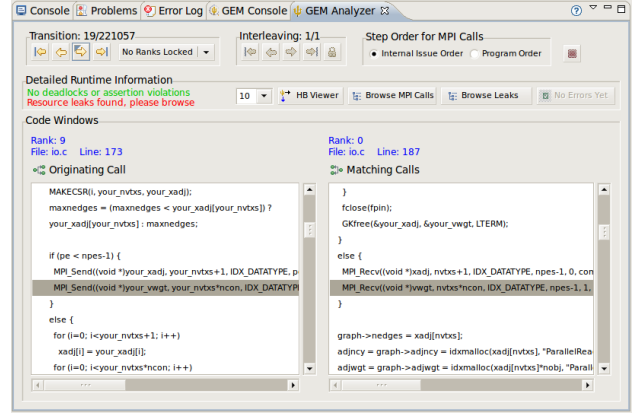 Console Problems Error Log GEM Console GEM Analyzer
Transition: 19/221057 Interleaving: 1/1 Step Order for MPI Calls
No Ranks Locked Internal Issue Order Program Order
Detailed Runtime Information
No deadlocks or assertion violations
Resource leaks found, please browse
10 HB Viewer Browse MPI Calls Browse Leaks No Errors Yet
Code Windows
Rank: 9
File: io.c Line: 173
Originating Call
MAKECSR(i, your_nvtxs, your_xadj);
maxnedges = (maxnedges < your_xadj[your_nvtxs]) ?
your_xadj[your_nvtxs] : maxnedges;
if (pe < npes-1) {
MPI_Send((void *)your_xadj, your_nvtxs+1, IDX_DATATYPE, p
MPI_Send((void *)your_vwgt, your_nvtxs*ncon, IDX_DATATYP
}
else {
for (i=0; i<your_nvtxs+1; i++)
xadj[i] = your_xadj[i];
for (i=0; i<your_nvtxs*ncon; i++)
Rank: 0
File: io.c Line: 187
Matching Calls
}
fclose(fpin);
GKfree(&your_xadj, &your_vwgt, LTERM);
}
else {
MPI_Recv((void *)xadj, nvtxs+1, IDX_DATATYPE, npes-1, 0, con
MPI_Recv((void *)vwgt, nvtxs*ncon, IDX_DATATYPE, npes-1, 1,
}
graph->nedges = xadj[nvtxs];
adjncy = graph->adjncy = idxmalloc(xadj[nvtxs], "ParallelRea
adjwgt = graph->adjwgt = idxmalloc(xadj[nvtxs]*nobj, "Parall